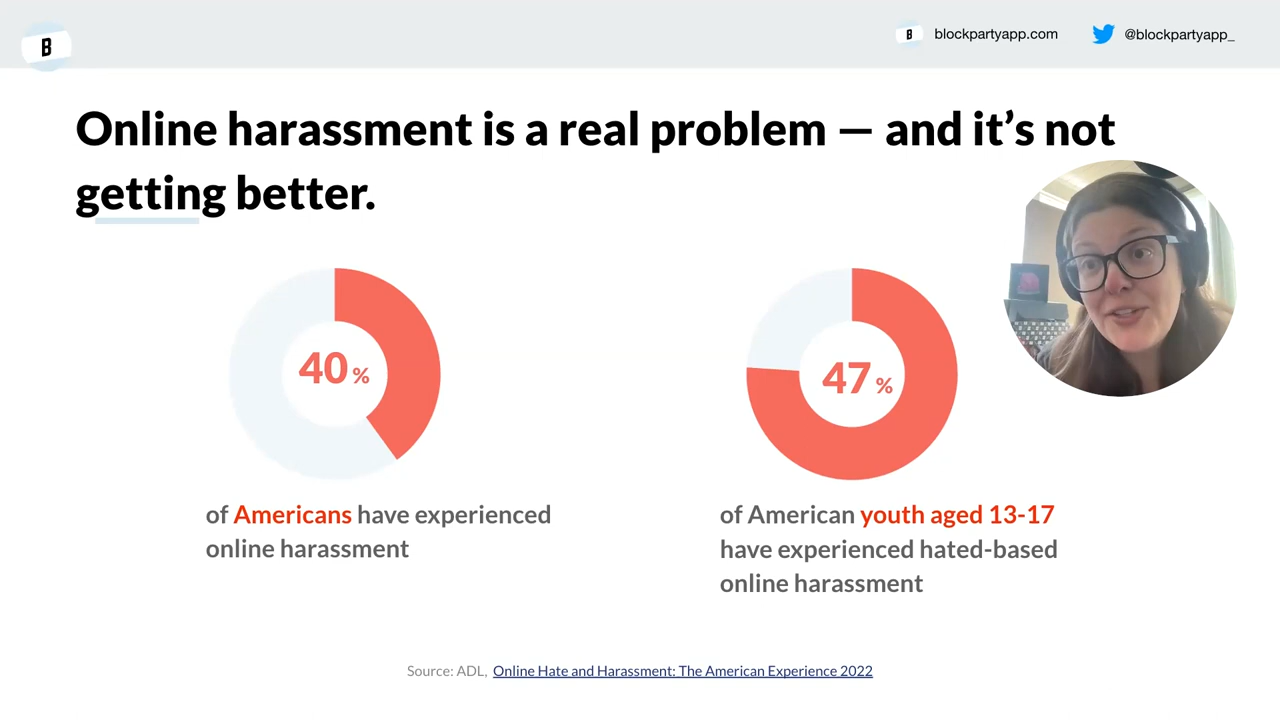 B
B blockpartyapp.com @blockpartyapp_
Online harassment is a real problem — and it’s not
getting better.
40 %
47 %
of Americans have experienced
online harassment
of American youth aged 13-17
have experienced hated-based
online harassment
Source: ADL, Online Hate and Harassment: The American Experience 2022